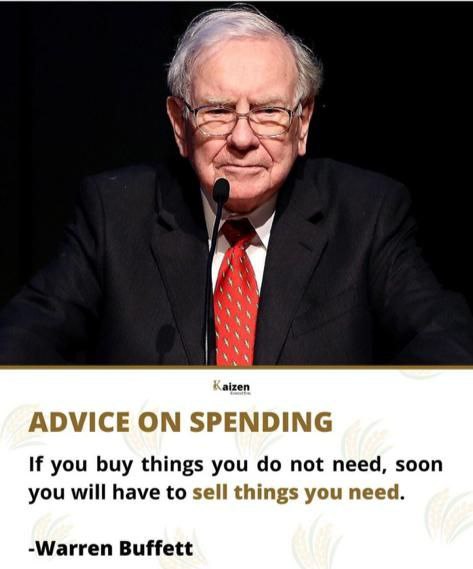 Kaizen
ADVICE ON SPENDING
If you buy things you do not need, soon
you will have to sell things you need.
-Warren Buffett